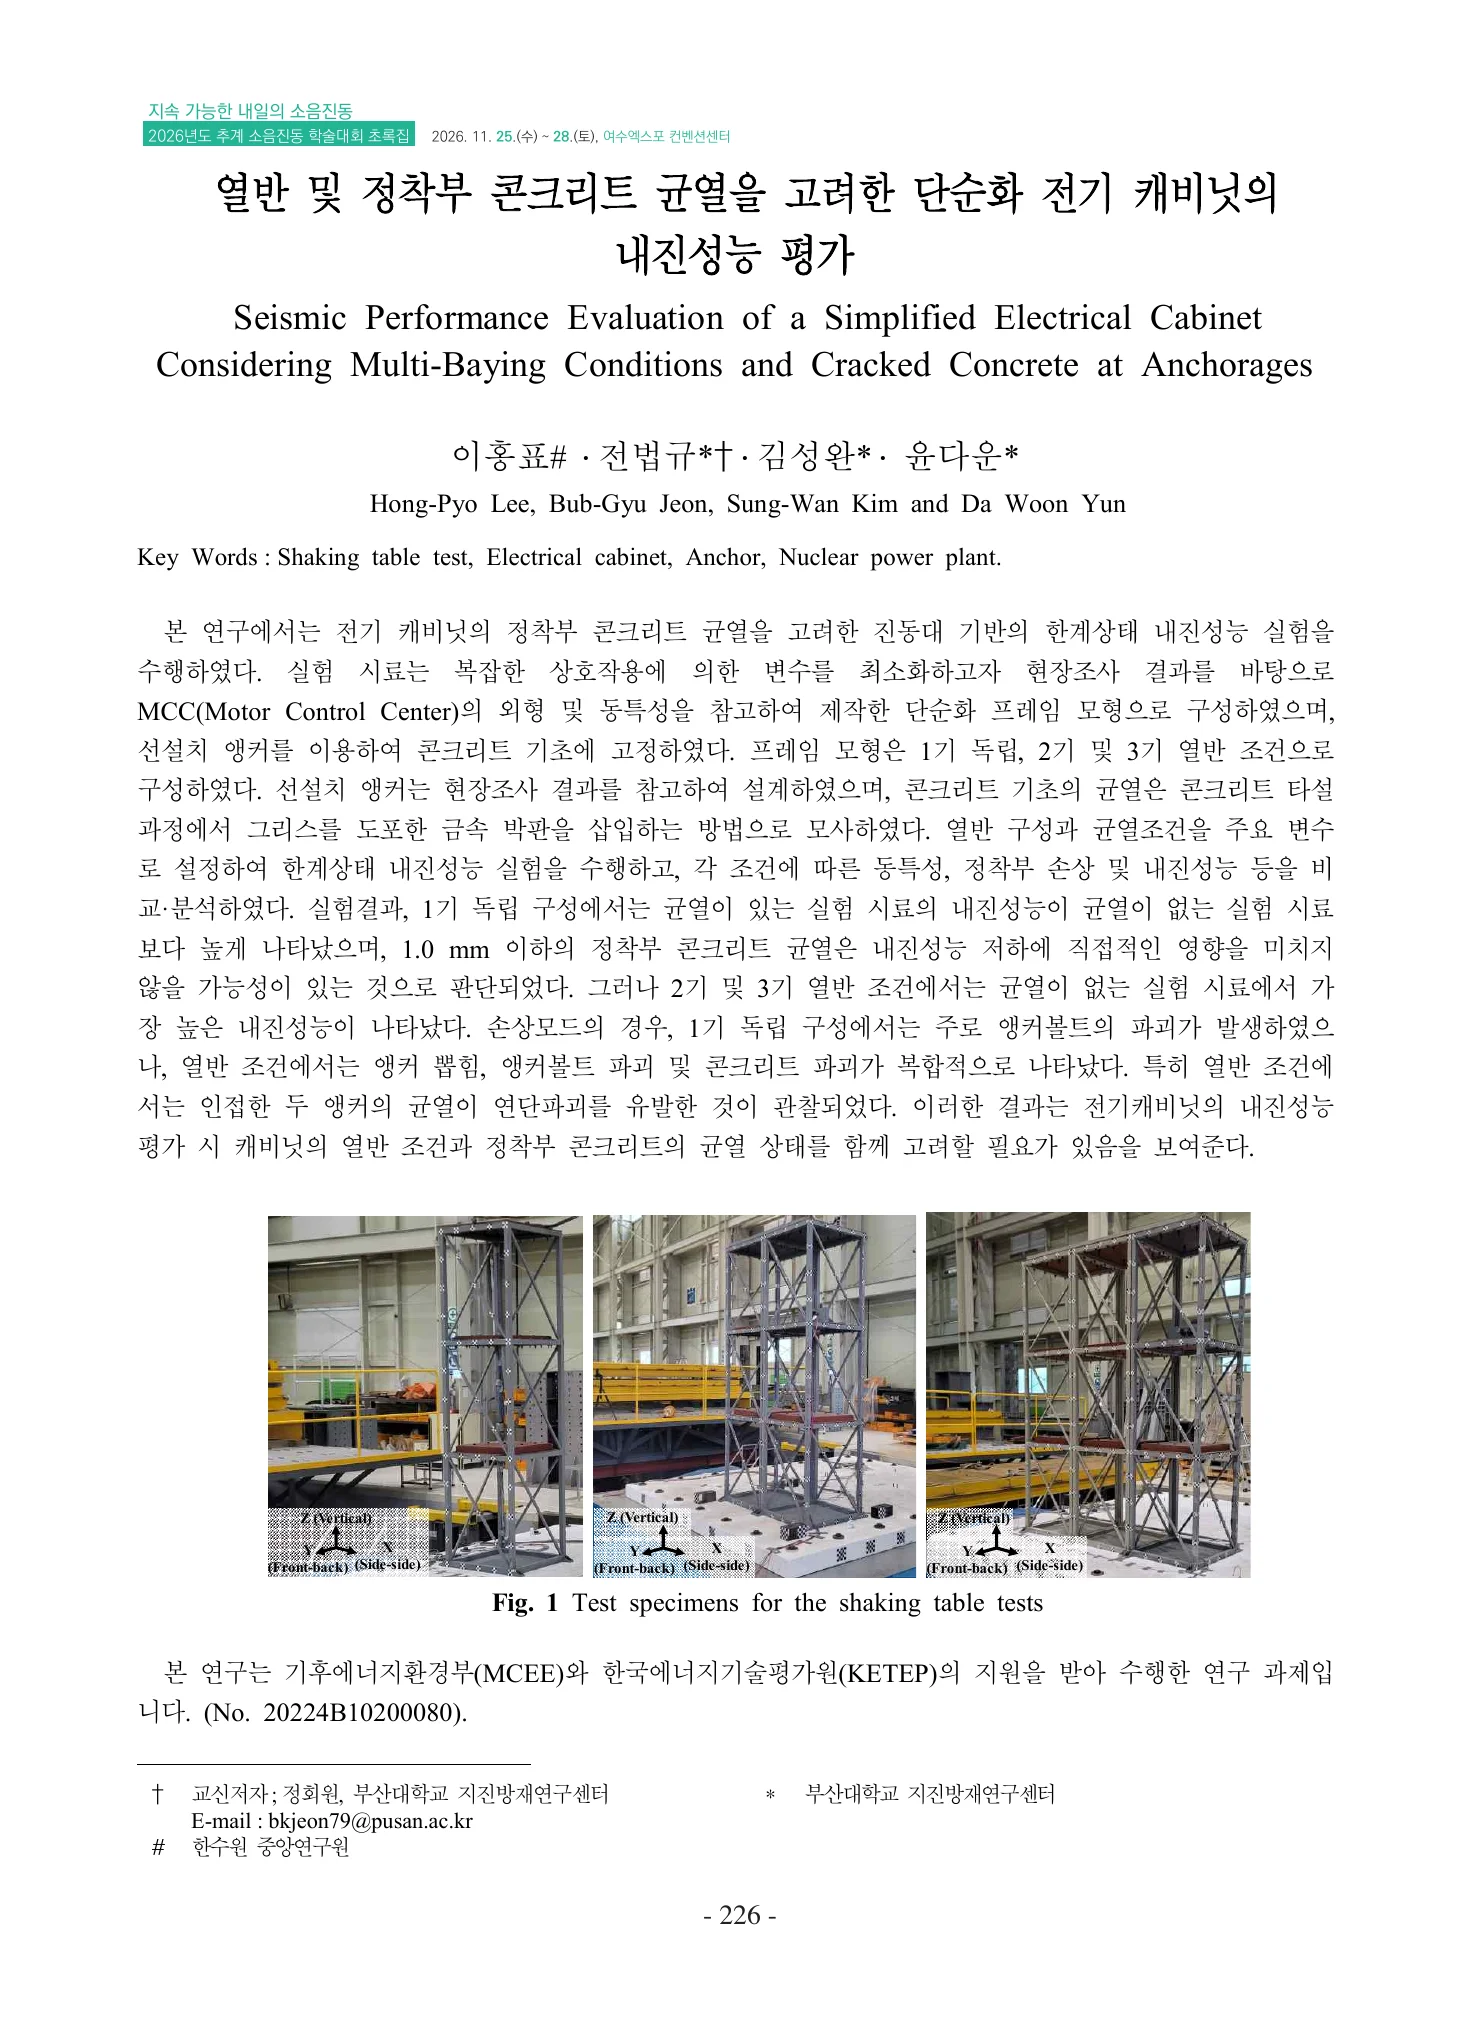 지속 가능한 내일의 소음진동
2026년도 추계 소음진동 학술대회 초록집 2026. 11. 25.(수) ~ 28.(토), 여수엑스포 컨벤션센터
열반 및 정착부 콘크리트 균열을 고려한 단순화 전기 캐비닛의
내진성능 평가
Seismic Performance Evaluation of a Simplified Electrical Cabinet
Considering Multi-Baying Conditions and Cracked Concrete at Anchorages
이홍표# · 전법규*† · 김성완* · 윤다운*
Hong-Pyo Lee, Bub-Gyu Jeon, Sung-Wan Kim and Da Woon Yun
Key Words : Shaking table test, Electrical cabinet, Anchor, Nuclear power plant.
본 연구에서는 전기 캐비닛의 정착부 콘크리트 균열을 고려한 진동대 기반의 한계상태 내진성능 실험을
수행하였다. 실험 시료는 복잡한 상호작용에 의한 변수를 최소화하고자 현장조사 결과를 바탕으로
MCC(Motor Control Center)의 외형 및 동특성을 참고하여 제작한 단순화 프레임 모형으로 구성하였으며,
선설치 앵커를 이용하여 콘크리트 기초에 고정하였다. 프레임 모형은 1기 독립, 2기 및 3기 열반 조건으로
구성하였다. 선설치 앵커는 현장조사 결과를 참고하여 설계하였으며, 콘크리트 기초의 균열은 콘크리트 타설
과정에서 그리스를 도포한 금속 박판을 삽입하는 방법으로 모사하였다. 열반 구성과 균열조건을 주요 변수
로 설정하여 한계상태 내진성능 실험을 수행하고, 각 조건에 따른 동특성, 정착부 손상 및 내진성능 등을 비
교·분석하였다. 실험결과, 1기 독립 구성에서는 균열이 있는 실험 시료의 내진성능이 균열이 없는 실험 시료
보다 높게 나타났으며, 1.0 mm 이하의 정착부 콘크리트 균열은 내진성능 저하에 직접적인 영향을 미치지
않을 가능성이 있는 것으로 판단되었다. 그러나 2기 및 3기 열반 조건에서는 균열이 없는 실험 시료에서 가
장 높은 내진성능이 나타났다. 손상모드의 경우, 1기 독립 구성에서는 주로 앵커볼트의 파괴가 발생하였으
나, 열반 조건에서는 앵커 뽑힘, 앵커볼트 파괴 및 콘크리트 파괴가 복합적으로 나타났다. 특히 열반 조건에
서는 인접한 두 앵커의 균열이 연단파괴를 유발한 것이 관찰되었다. 이러한 결과는 전기캐비닛의 내진성능
평가 시 캐비닛의 열반 조건과 정착부 콘크리트의 균열 상태를 함께 고려할 필요가 있음을 보여준다.
Z (Vertical) Z (Vertical) Z (Vertical)
Y X Y X Y X
(Front-back) (Side-side) (Front-back) (Side-side) (Front-back) (Side-side)
Fig. 1 Test specimens for the shaking table tests
본 연구는 기후에너지환경부(MCEE)와 한국에너지기술평가원(KETEP)의 지원을 받아 수행한 연구 과제입
니다. (No. 20224B10200080).
† 교신저자 ; 정회원, 부산대학교 지진방재연구센터
E-mail : bkjeon79@pusan.ac.kr
# 한수원 중앙연구원
* 부산대학교 지진방재연구센터
- 226 -